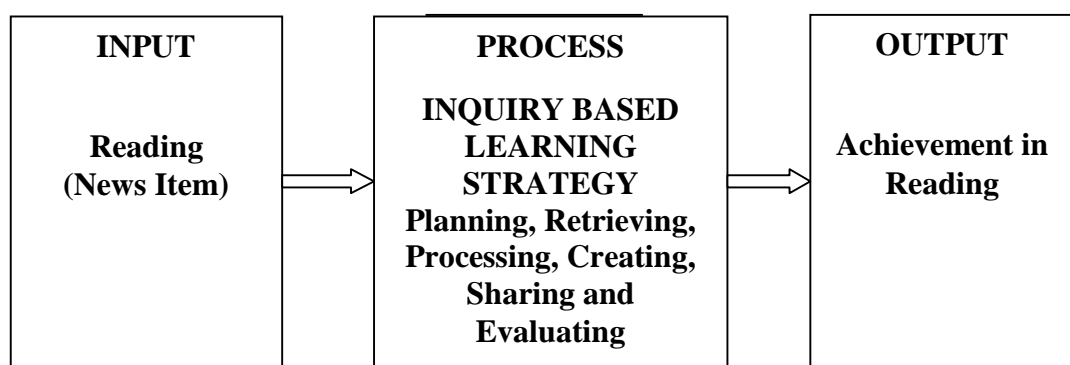 INPUT
Reading
(News Item)
PROCESS
INQUIRY BASED
LEARNING
STRATEGY
Planning, Retrieving,
Processing, Creating,
Sharing and
Evaluating
OUTPUT
Achievement in
Reading